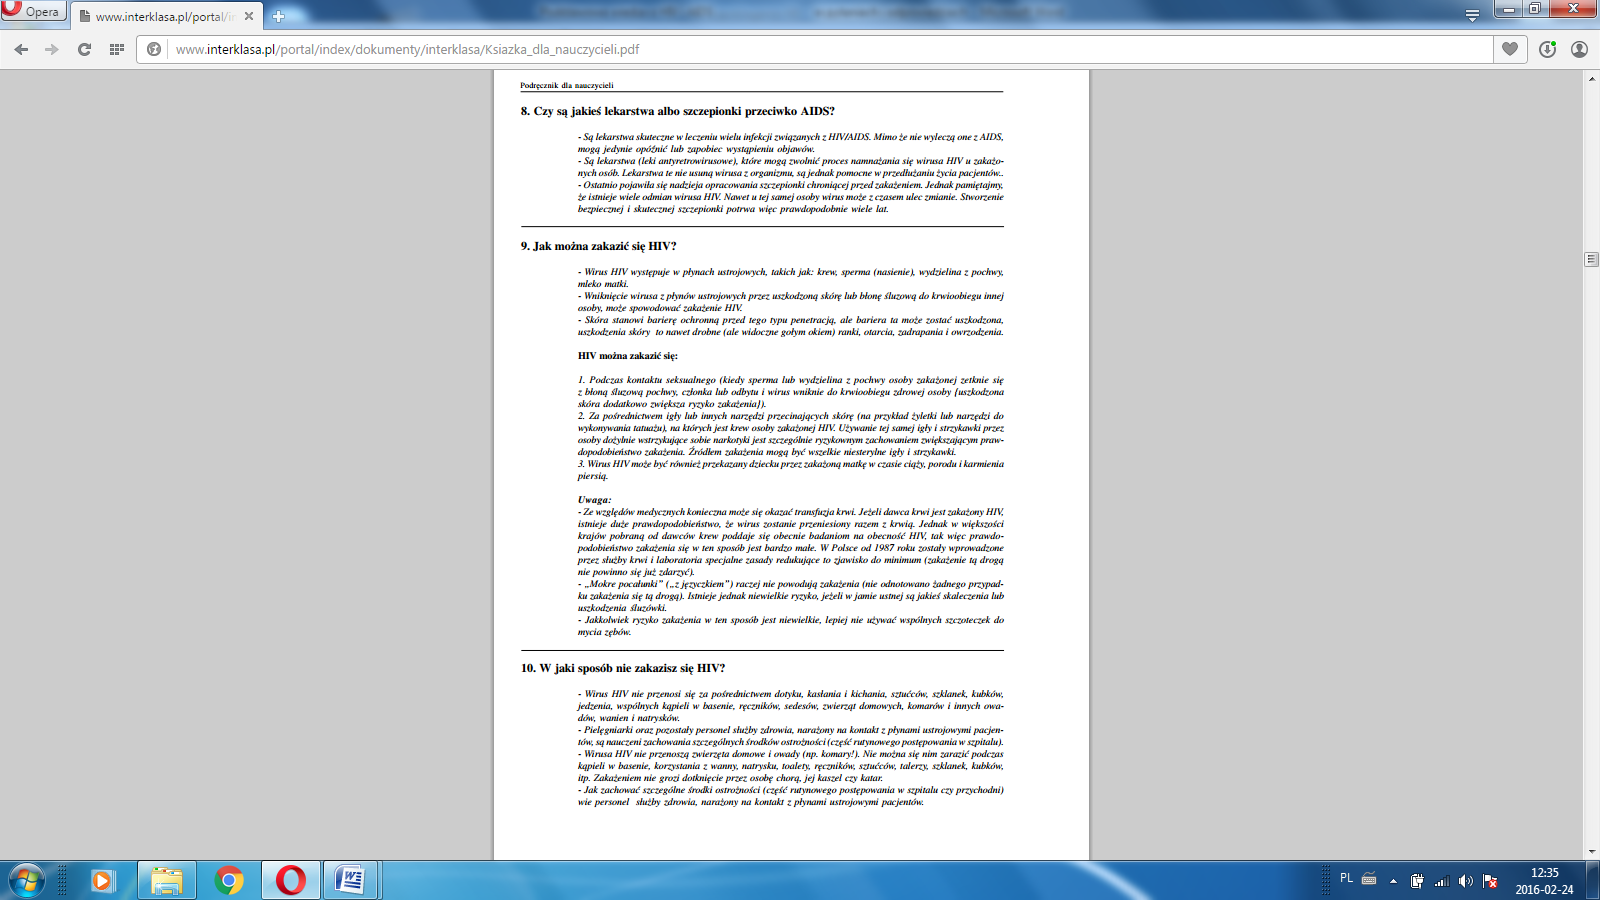 Opera
www.interklasa.pl/portal/in
www.interklasa.pl/portal/index/dokumenty/interklasa/Ksiazka_dla_nauczycieli.pdf
Podręcznik dla nauczycieli
8. Czy są jakieś lekarstwa albo szczepionki przeciwko AIDS?
- Są lekarstwa skuteczne w leczeniu wielu infekcji związanych z HIV/AIDS. Mimo że nie wyleczą one z AIDS,
mogą jedynie opóźnić lub zapobiec wystąpieniu objawów.
- Są lekarstwa (leki antyretrowirusowe), które mogą zwolnić proces namnażania się wirusa HIV u zakażo-
nych osób. Lekarstwa te nie usuną wirusa z organizmu, są jednak pomocne w przedłużaniu życia pacjentów..
- Ostatnio pojawiła się nadzieja opracowania szczepionki chroniącej przed zakażeniem. Jednak pamiętajmy,
że istnieje wiele odmian wirusa HIV. Nawet u tej samej osoby wirus może z czasem ulec zmianie. Stworzenie
bezpiecznej i skutecznej szczepionki potrwa więc prawdopodobnie wiele lat.
9. Jak można zakazić się HIV?
- Wirus HIV występuje w płynach ustrojowych, takich jak: krew, sperma (nasienie), wydzielina z pochwy,
mleko matki.
- Wniknięcie wirusa z płynów ustrojowych przez uszkodzoną skórę lub błonę śluzową do krwioobiegu innej
osoby, może spowodować zakażenie HIV.
- Skóra stanowi barierę ochronną przed tego typu penetracją, ale bariera ta może zostać uszkodzona,
uszkodzenia skóry to nawet drobne (ale widoczne gołym okiem) ranki, otarcia, zadrapania i owrzodzenia.
HIV można zakazić się:
1. Podczas kontaktu seksualnego (kiedy sperma lub wydzielina z pochwy osoby zakażonej zetknie się
z błoną śluzową pochwy, członka lub odbytu i wirus wniknie do krwioobiegu zdrowej osoby {uszkodzona
skóra dodatkowo zwiększa ryzyko zakażenia}).
2. Za pośrednictwem igły lub innych narzędzi przecinających skórę (na przykład żyletki lub narzędzi do
wykonywania tatuażu), na których jest krew osoby zakażonej HIV. Używanie tej samej igły i strzykawki przez
osoby dożylnie wstrzykujące sobie narkotyki jest szczególnie ryzykownym zachowaniem zwiększającym praw-
dopodobieństwo zakażenia. Źródłem zakażenia mogą być wszelkie niesterylne igły i strzykawki.
3. Wirus HIV może być również przekazany dziecku przez zakażoną matkę w czasie ciąży, porodu i karmienia
piersią.
Uwaga:
- Ze względów medycznych konieczna może się okazać transfuzja krwi. Jeżeli dawca krwi jest zakażony HIV,
istnieje duże prawdopodobieństwo, że wirus zostanie przeniesiony razem z krwią. Jednak w większości
krajów pobraną od dawców krew poddaje się obecnie badaniom na obecność HIV, tak więc prawdo-
podobieństwo zakażenia się w ten sposób jest bardzo małe. W Polsce od 1987 roku zostały wprowadzone
przez służby krwi i laboratoria specjalne zasady redukujące to zjawisko do minimum (zakażenie tą drogą
nie powinno się już zdarzyć).
- „Mokre pocałunki” („z języczkiem”) raczej nie powodują zakażenia (nie odnotowano żadnego przypad-
ku zakażenia się tą drogą). Istnieje jednak niewielkie ryzyko, jeżeli w jamie ustnej są jakieś skaleczenia lub
uszkodzenia śluzówki.
- Jakkolwiek ryzyko zakażenia w ten sposób jest niewielkie, lepiej nie używać wspólnych szczoteczek do
mycia zębów.
10. W jaki sposób nie zakazisz się HIV?
- Wirus HIV nie przenosi się za pośrednictwem dotyku, kasłania i kichania, sztućców, szklanek, kubków,
jedzenia, wspólnych kąpieli w basenie, ręczników, sedesów, zwierząt domowych, komarów i innych owa-
dów, wanien i natrysków.
- Pielęgniarki oraz pozostały personel służby zdrowia, narażony na kontakt z płynami ustrojowymi pacjen-
tów, są nauczeni zachowania szczególnych środków ostrożności (część rutynowego postępowania w szpitalu).
- Wirusa HIV nie przenoszą zwierzęta domowe i owady (np. komary!). Nie można się nim zarazić podczas
kąpieli w basenie, korzystania z wanny, natrysku, toalety, ręczników, sztućców, talerzy, szklanek, kubków,
itp. Zakażeniem nie grozi dotknięcie przez osobę chorą, jej kaszel czy katar.
- Jak zachować szczególne środki ostrożności (część rutynowego postępowania w szpitalu czy przychodni)
wie personel służby zdrowia, narażony na kontakt z płynami ustrojowymi pacjentów.
PL
12:35
2016-02-24